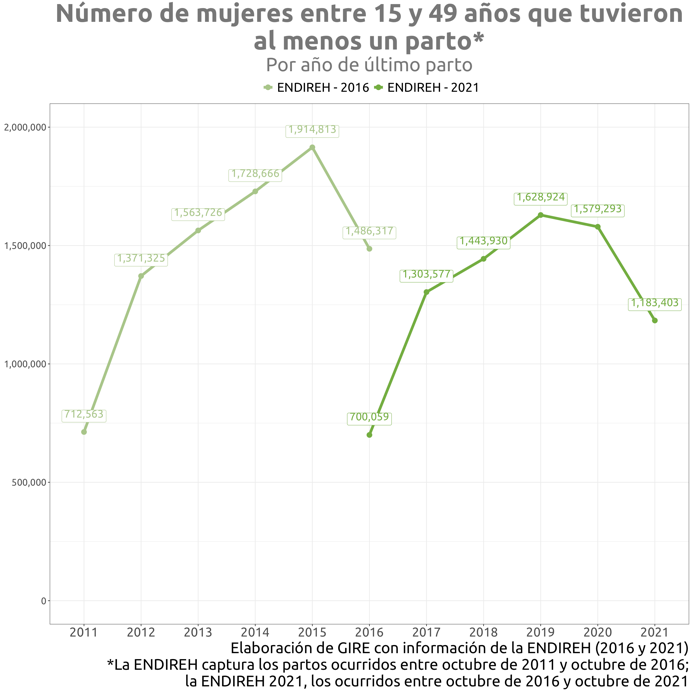 Número de mujeres entre 15 y 49 años que tuvieron
al menos un parto*
Por año de último parto
ENDIREH - 2016 ENDIREH - 2021
2,000,000
1,500,000
1,000,000
500,000
0
712,563
1,371,325
1,563,726
1,728,666
1,914,813
1,486,317
700,059
1,303,577
1,443,930
1,628,924
1,579,293
1,183,403
2011 2012 2013 2014 2015 2016 2017 2018 2019 2020 2021
Elaboración de GIRE con información de la ENDIREH (2016 y 2021)
*La ENDIREH captura los partos ocurridos entre octubre de 2011 y octubre de 2016;
la ENDIREH 2021, los ocurridos entre octubre de 2016 y octubre de 2021